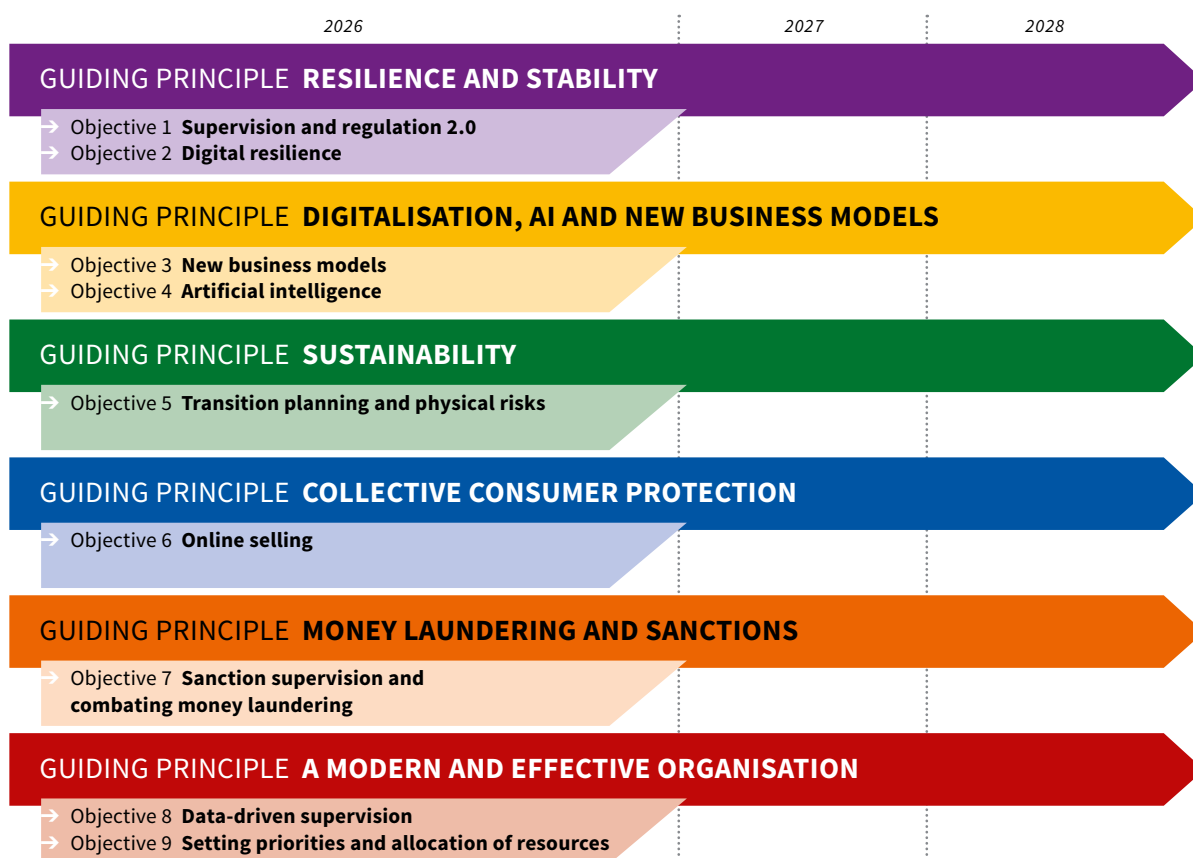 2026 2027 2028
GUIDING PRINCIPLE RESILIENCE AND STABILITY
→ Objective 1 Supervision and regulation 2.0
→ Objective 2 Digital resilience
GUIDING PRINCIPLE DIGITALISATION, AI AND NEW BUSINESS MODELS
→ Objective 3 New business models
→ Objective 4 Artificial intelligence
GUIDING PRINCIPLE SUSTAINABILITY
→ Objective 5 Transition planning and physical risks
GUIDING PRINCIPLE COLLECTIVE CONSUMER PROTECTION
→ Objective 6 Online selling
GUIDING PRINCIPLE MONEY LAUNDERING AND SANCTIONS
→ Objective 7 Sanction supervision and
combating money laundering
GUIDING PRINCIPLE A MODERN AND EFFECTIVE ORGANISATION
→ Objective 8 Data-driven supervision
→ Objective 9 Setting priorities and allocation of resources